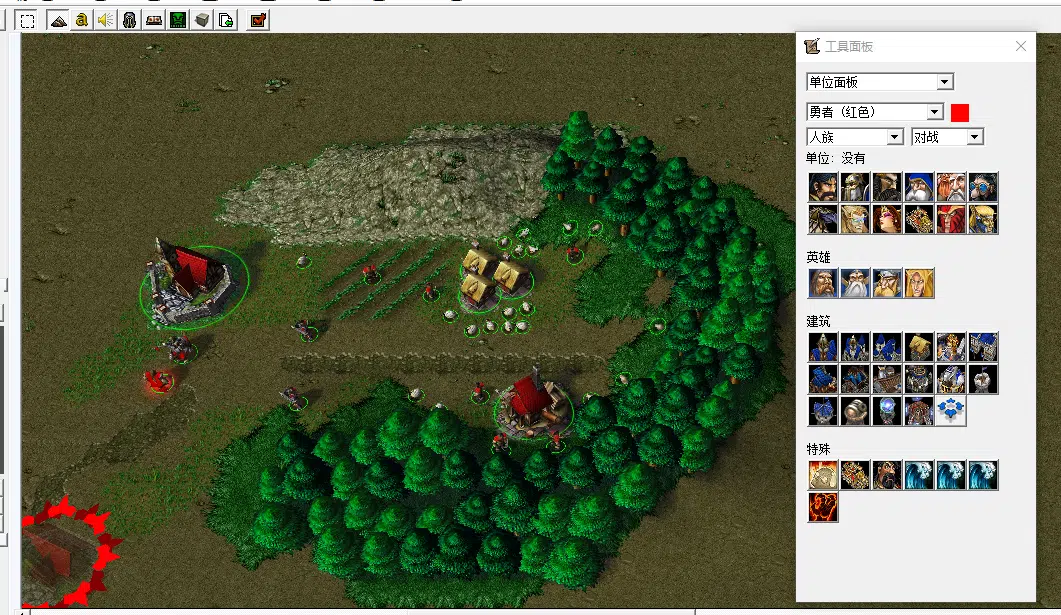 工具面板
单位面板
勇者（红色）
人族 对战
单位：没有
英雄
建筑
特殊